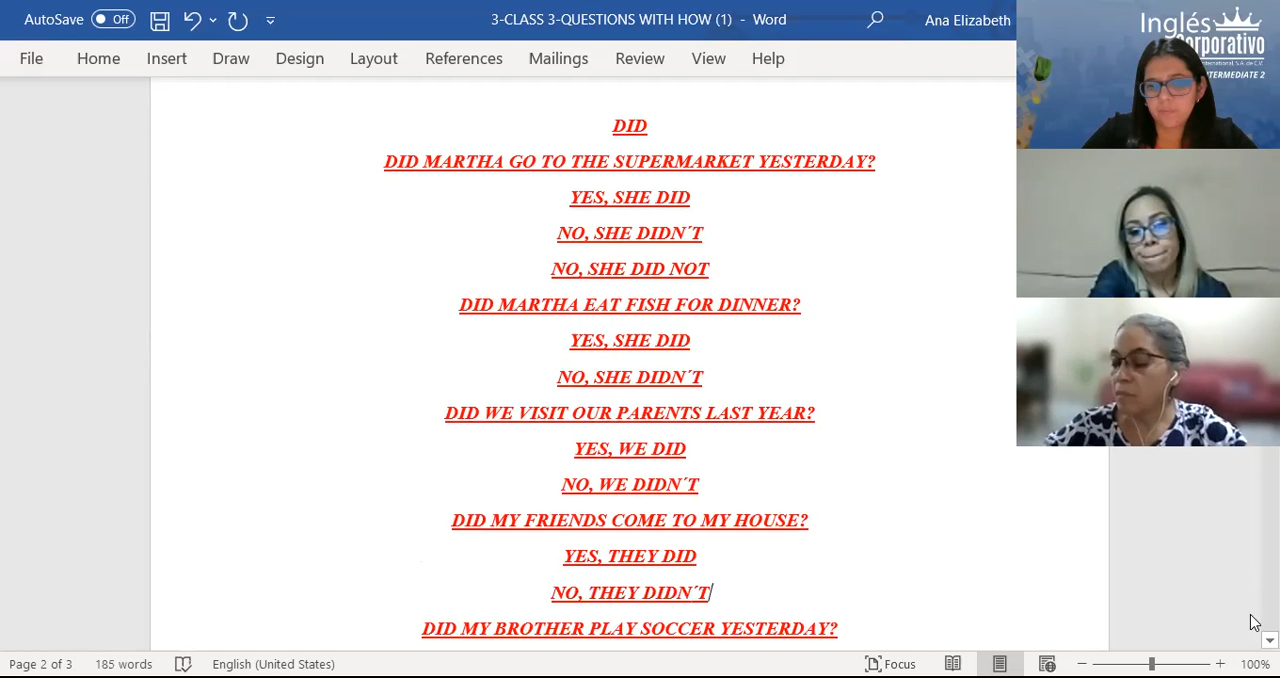 AutoSave Off 3-CLASS 3-QUESTIONS WITH HOW (1) - Word Ana Elizabeth
File Home Insert Draw Design Layout References Mailings Review View Help
Inglés
Corporativo
International, S.A. de C.V.
INTERMEDIATE 2
DID
DID MARTHA GO TO THE SUPERMARKET YESTERDAY?
YES, SHE DID
NO, SHE DIDN´T
NO, SHE DID NOT
DID MARTHA EAT FISH FOR DINNER?
YES, SHE DID
NO, SHE DIDN´T
DID WE VISIT OUR PARENTS LAST YEAR?
YES, WE DID
NO, WE DIDN´T
DID MY FRIENDS COME TO MY HOUSE?
YES, THEY DID
NO, THEY DIDN´T
DID MY BROTHER PLAY SOCCER YESTERDAY?
Page 2 of 3 185 words English (United States) Focus 100%